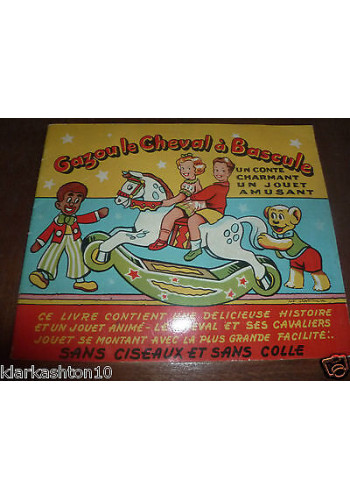 Gazou le Cheval à Bascule
UN CONTE
CHARMANT
UN JOUET
AMUSANT
CE LIVRE CONTIENT UNE DELICIEUSE HISTOIRE
ET UN JOUET ANIMÉ - LE CHEVAL ET SES CAVALIERS
JOUET SE MONTANT AVEC LA PLUS GRANDE FACILITÉ..
SANS CISEAUX ET SANS COLLE
klarkashton10